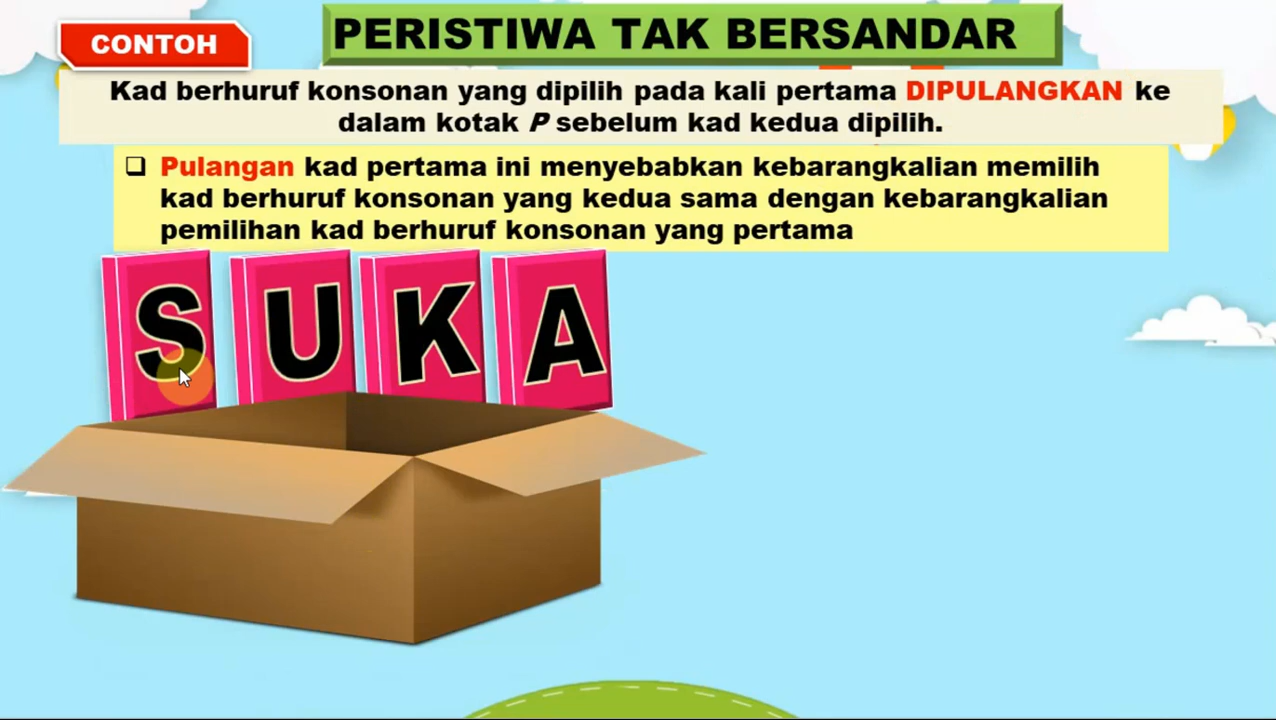 CONTOH
PERISTIWA TAK BERSANDAR
Kad berhuruf konsonan yang dipilih pada kali pertama DIPULANGKAN ke
dalam kotak P sebelum kad kedua dipilih.
Pulangan kad pertama ini menyebabkan kebarangkalian memilih
kad berhuruf konsonan yang kedua sama dengan kebarangkalian
pemilihan kad berhuruf konsonan yang pertama
S U K A